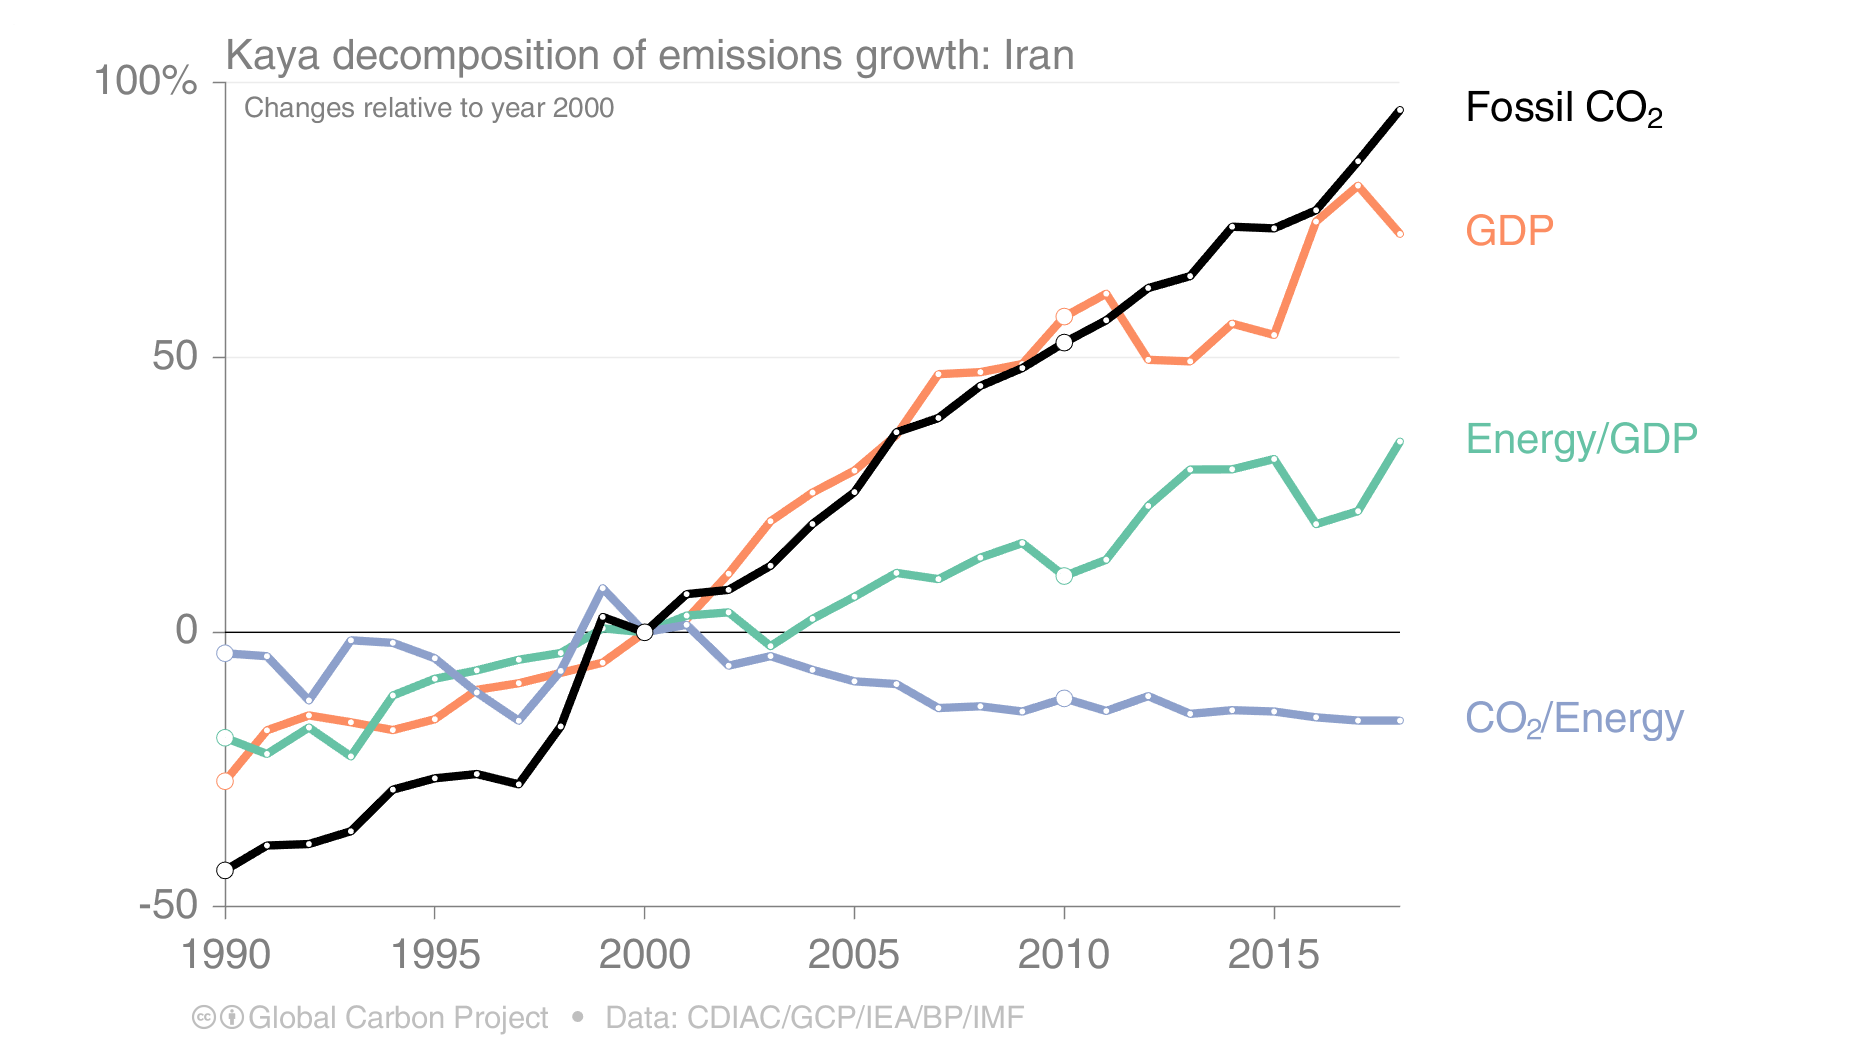 Kaya decomposition of emissions growth: Iran
100%
Changes relative to year 2000
Fossil CO₂
GDP
50
Energy/GDP
0
CO₂/Energy
-50
1990 1995 2000 2005 2010 2015
cc Global Carbon Project • Data: CDIAC/GCP/IEA/BP/IMF